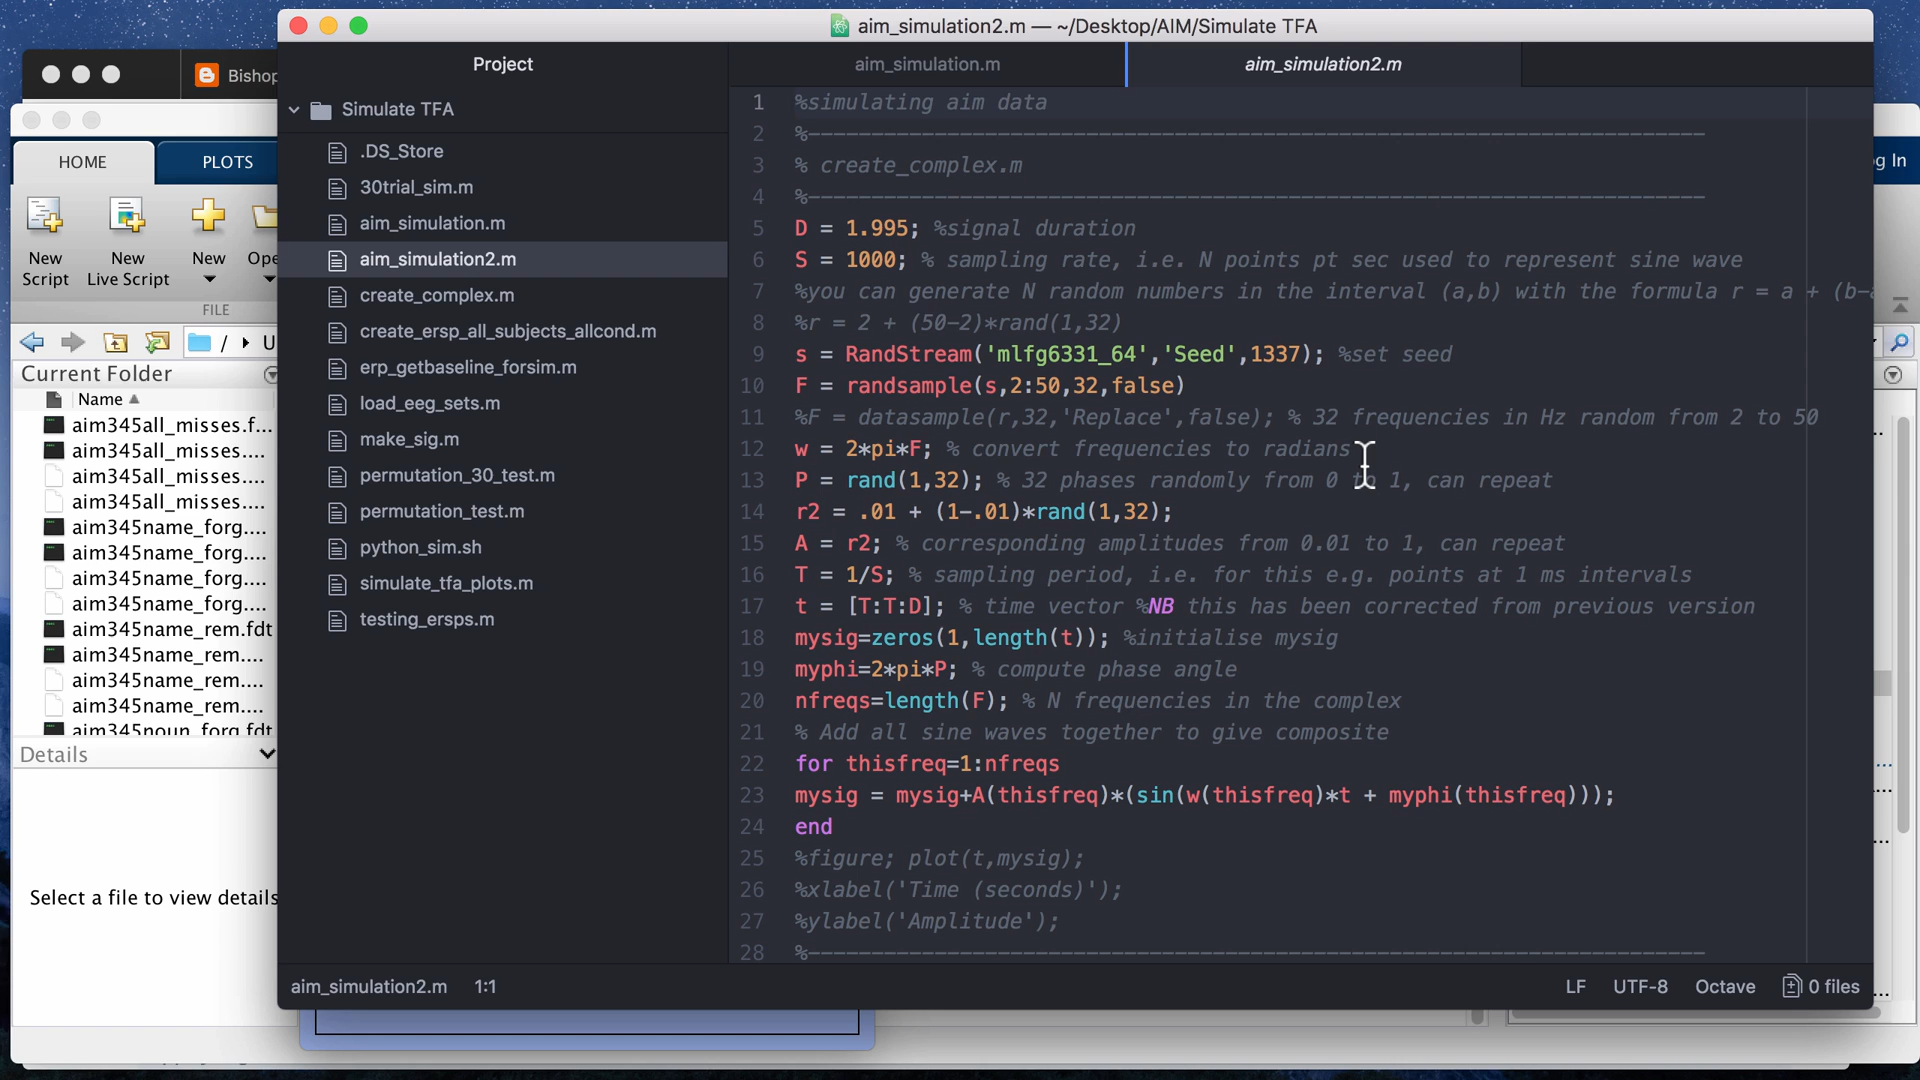 aim_simulation2.m — ~/Desktop/AIM/Simulate TFA
Bishop
HOME
PLOTS
g In
New
Script
New
Live Script
New
Ope
FILE
/ ▸ U
Current Folder
Name
aim345all_misses.f...
aim345all_misses....
aim345all_misses....
aim345all_misses....
aim345name_forg....
aim345name_forg....
aim345name_forg....
aim345name_forg....
aim345name_rem.fdt
aim345name_rem....
aim345name_rem....
aim345name_rem....
aim345noun_forg.fdt
Details
Select a file to view details
Project
Simulate TFA
.DS_Store
30trial_sim.m
aim_simulation.m
aim_simulation2.m
create_complex.m
create_ersp_all_subjects_allcond.m
erp_getbaseline_forsim.m
load_eeg_sets.m
make_sig.m
permutation_30_test.m
permutation_test.m
python_sim.sh
simulate_tfa_plots.m
testing_ersps.m
aim_simulation.m
aim_simulation2.m
1 %simulating aim data
2 %————————————————————————————————————————
3 % create_complex.m
4 %————————————————————————————————————————
5 D = 1.995; %signal duration
6 S = 1000; % sampling rate, i.e. N points pt sec used to represent sine wave
7 %you can generate N random numbers in the interval (a,b) with the formula r = a + (b-a
8 %r = 2 + (50-2)*rand(1,32)
9 s = RandStream('mlfg6331_64','Seed',1337); %set seed
10 F = randsample(s,2:50,32,false)
11 %F = datasample(r,32,'Replace',false); % 32 frequencies in Hz random from 2 to 50
12 w = 2*pi*F; % convert frequencies to radians
13 P = rand(1,32); % 32 phases randomly from 0 to 1, can repeat
14 r2 = .01 + (1-.01)*rand(1,32);
15 A = r2; % corresponding amplitudes from 0.01 to 1, can repeat
16 T = 1/S; % sampling period, i.e. for this e.g. points at 1 ms intervals
17 t = [T:T:D]; % time vector %NB this has been corrected from previous version
18 mysig=zeros(1,length(t)); %initialise mysig
19 myphi=2*pi*P; % compute phase angle
20 nfreqs=length(F); % N frequencies in the complex
21 % Add all sine waves together to give composite
22 for thisfreq=1:nfreqs
23 mysig = mysig+A(thisfreq)*(sin(w(thisfreq)*t + myphi(thisfreq)));
24 end
25 %figure; plot(t,mysig);
26 %xlabel('Time (seconds)');
27 %ylabel('Amplitude');
28 %————————————————————————————————————————
aim_simulation2.m 1:1
LF UTF-8 Octave 0 files